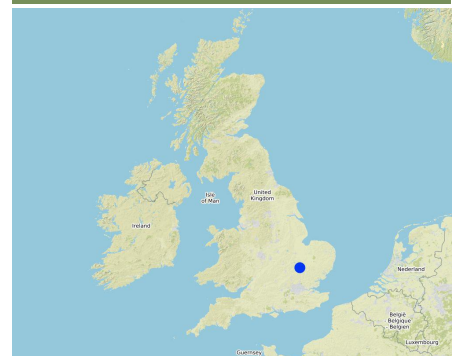 Isle
of Man
United
Kingdom
Ireland
Nederland
België
Belgique
Belgien
Luxembourg
Guernsey